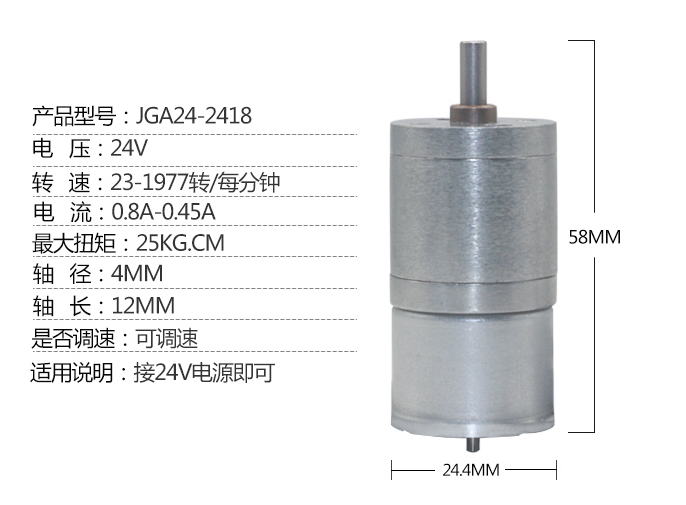 产品型号：JGA24-2418
电 压：24V
转 速：23-1977转/每分钟
电 流：0.8A-0.45A
最大扭矩：25KG.CM
轴 径：4MM
轴 长：12MM
是否调速：可调速
适用说明：接24V电源即可
58MM
24.4MM